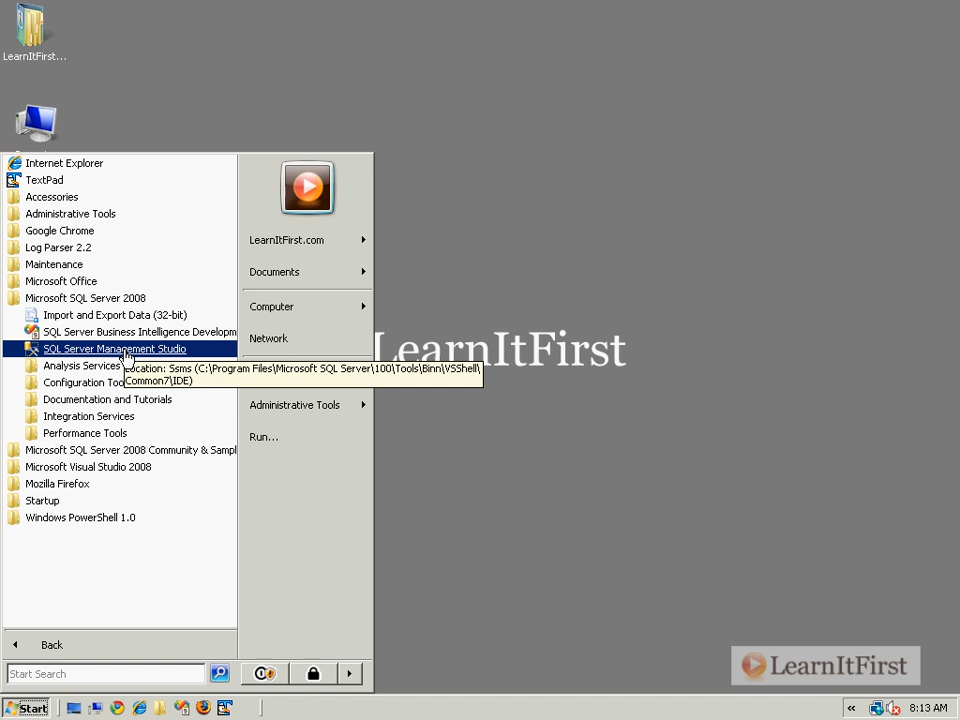 LearnItFirst...
Internet Explorer
TextPad
Accessories
Administrative Tools
Google Chrome
Log Parser 2.2
Maintenance
Microsoft Office
Microsoft SQL Server 2008
Import and Export Data (32-bit)
SQL Server Business Intelligence Developm
SQL Server Management Studio
Analysis Services
Configuration Too
Documentation and Tutorials
Integration Services
Performance Tools
Microsoft SQL Server 2008 Community & Sampl
Microsoft Visual Studio 2008
Mozilla Firefox
Startup
Windows PowerShell 1.0
Back
Start Search
LearnItFirst.com
Documents
Computer
Network
Location: Ssms (C:\Program Files\Microsoft SQL Server\100\Tools\Binn\VSShell\
Common7\IDE)
Administrative Tools
Run...
LearnItFirst
LearnItFirst
Start
8:13 AM